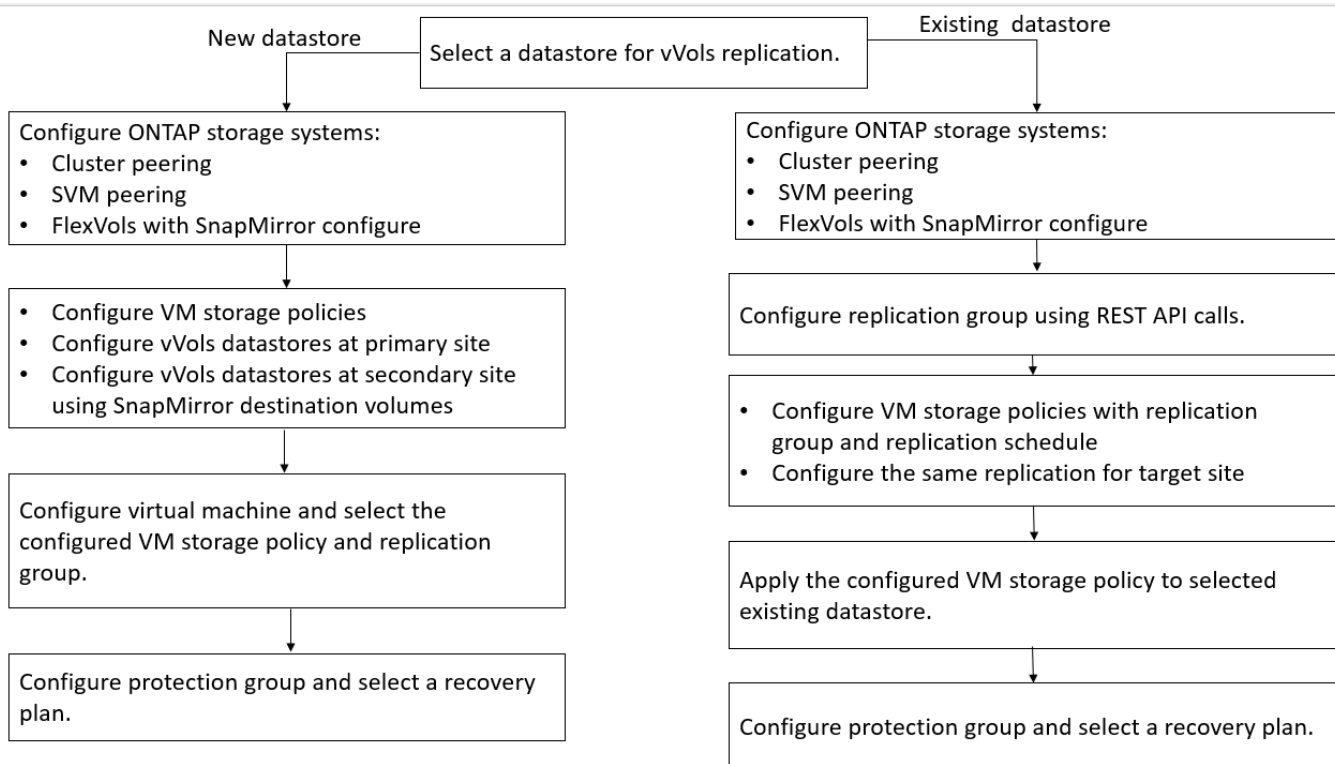 New datastore
Select a datastore for vVols replication.
Existing  datastore
Configure ONTAP storage systems:
• Cluster peering
• SVM peering
• FlexVols with SnapMirror configure
• Configure VM storage policies
• Configure vVols datastores at primary site
• Configure vVols datastores at secondary site
using SnapMirror destination volumes
Configure virtual machine and select the
configured VM storage policy and replication
group.
Configure protection group and select a recovery
plan.
Configure ONTAP storage systems:
• Cluster peering
• SVM peering
• FlexVols with SnapMirror configure
Configure replication group using REST API calls.
• Configure VM storage policies with replication
group and replication schedule
• Configure the same replication for target site
Apply the configured VM storage policy to selected
existing datastore.
Configure protection group and select a recovery plan.